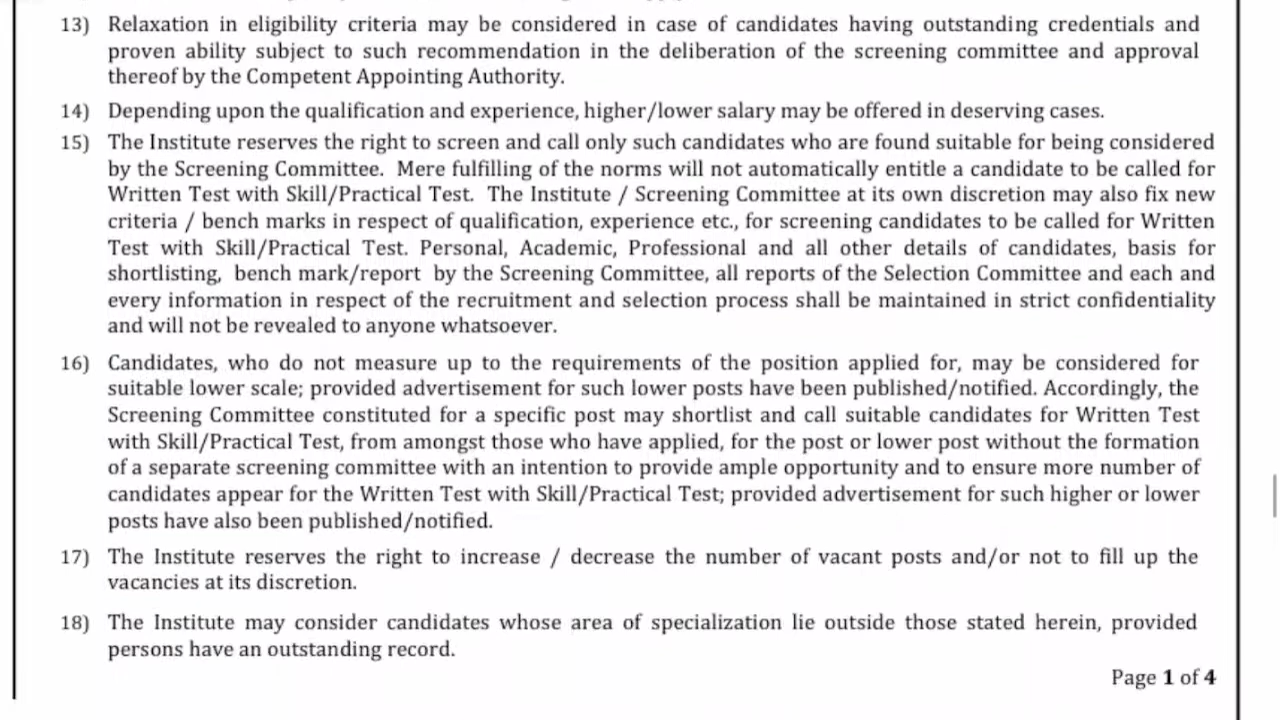 13) Relaxation in eligibility criteria may be considered in case of candidates having outstanding credentials and
proven ability subject to such recommendation in the deliberation of the screening committee and approval
thereof by the Competent Appointing Authority.
14) Depending upon the qualification and experience, higher/lower salary may be offered in deserving cases.
15) The Institute reserves the right to screen and call only such candidates who are found suitable for being considered
by the Screening Committee. Mere fulfilling of the norms will not automatically entitle a candidate to be called for
Written Test with Skill/Practical Test. The Institute / Screening Committee at its own discretion may also fix new
criteria / bench marks in respect of qualification, experience etc., for screening candidates to be called for Written
Test with Skill/Practical Test. Personal, Academic, Professional and all other details of candidates, basis for
shortlisting, bench mark/report by the Screening Committee, all reports of the Selection Committee and each and
every information in respect of the recruitment and selection process shall be maintained in strict confidentiality
and will not be revealed to anyone whatsoever.
16) Candidates, who do not measure up to the requirements of the position applied for, may be considered for
suitable lower scale; provided advertisement for such lower posts have been published/notified. Accordingly, the
Screening Committee constituted for a specific post may shortlist and call suitable candidates for Written Test
with Skill/Practical Test, from amongst those who have applied, for the post or lower post without the formation
of a separate screening committee with an intention to provide ample opportunity and to ensure more number of
candidates appear for the Written Test with Skill/Practical Test; provided advertisement for such higher or lower
posts have also been published/notified.
17) The Institute reserves the right to increase / decrease the number of vacant posts and/or not to fill up the
vacancies at its discretion.
18) The Institute may consider candidates whose area of specialization lie outside those stated herein, provided
persons have an outstanding record.
Page 1 of 4